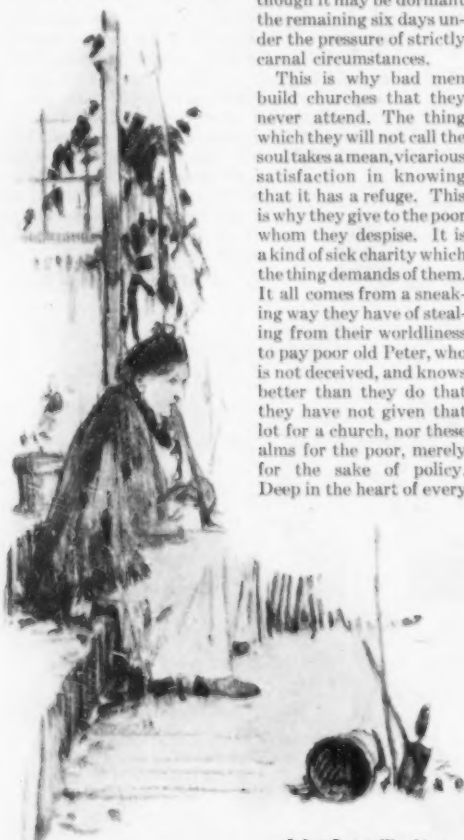 though it may be dormant
the remaining six days un-
der the pressure of strictly
carnal circumstances.
This is why bad men
build churches that they
never attend. The thing
which they will not call the
soul takes a mean, vicarious
satisfaction in knowing
that it has a refuge. This
is why they give to the poor
whom they despise. It is
a kind of sick charity which
the thing demands of them.
It all comes from a sneak-
ing way they have of steal-
ing from their worldliness
to pay poor old Peter, who
is not deceived, and knows
better than they do that
they have not given that
lot for a church, nor these
alms for the poor, merely
for the sake of policy.
Deep in the heart of every